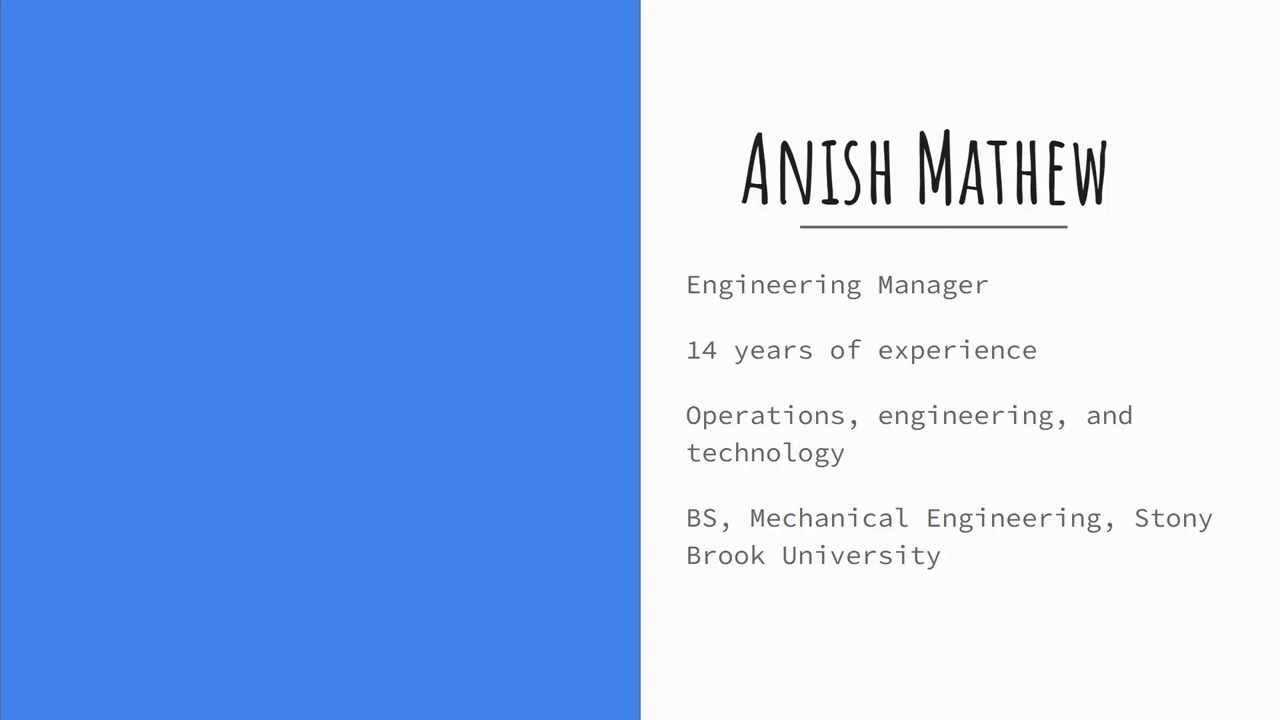 Anish Mathew
Engineering Manager
14 years of experience
Operations, engineering, and
technology
BS, Mechanical Engineering, Stony
Brook University